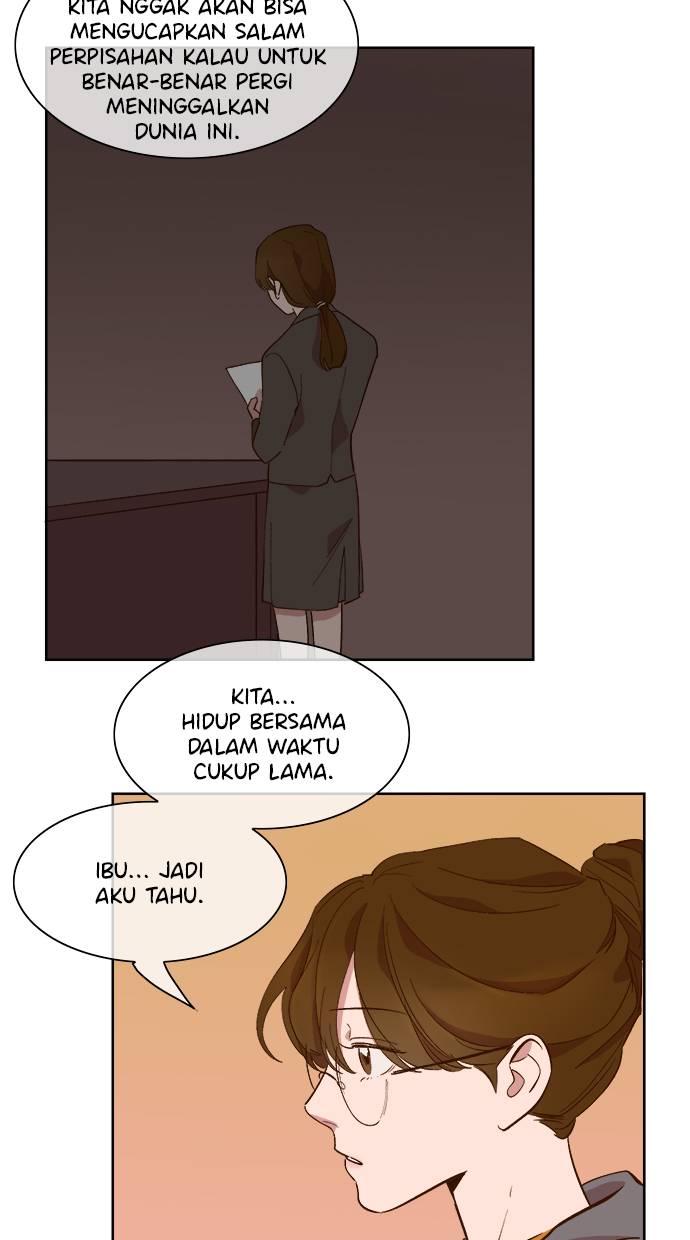 KITA NGGAK AKAN BISA
MENGUCAPKAN SALAM
PERPISAHAN KALAU UNTUK
BENAR-BENAR PERGI
MENINGGALKAN
DUNIA INI.
KITA...
HIDUP BERSAMA
DALAM WAKTU
CUKUP LAMA.
IBU... JADI
AKU TAHU.